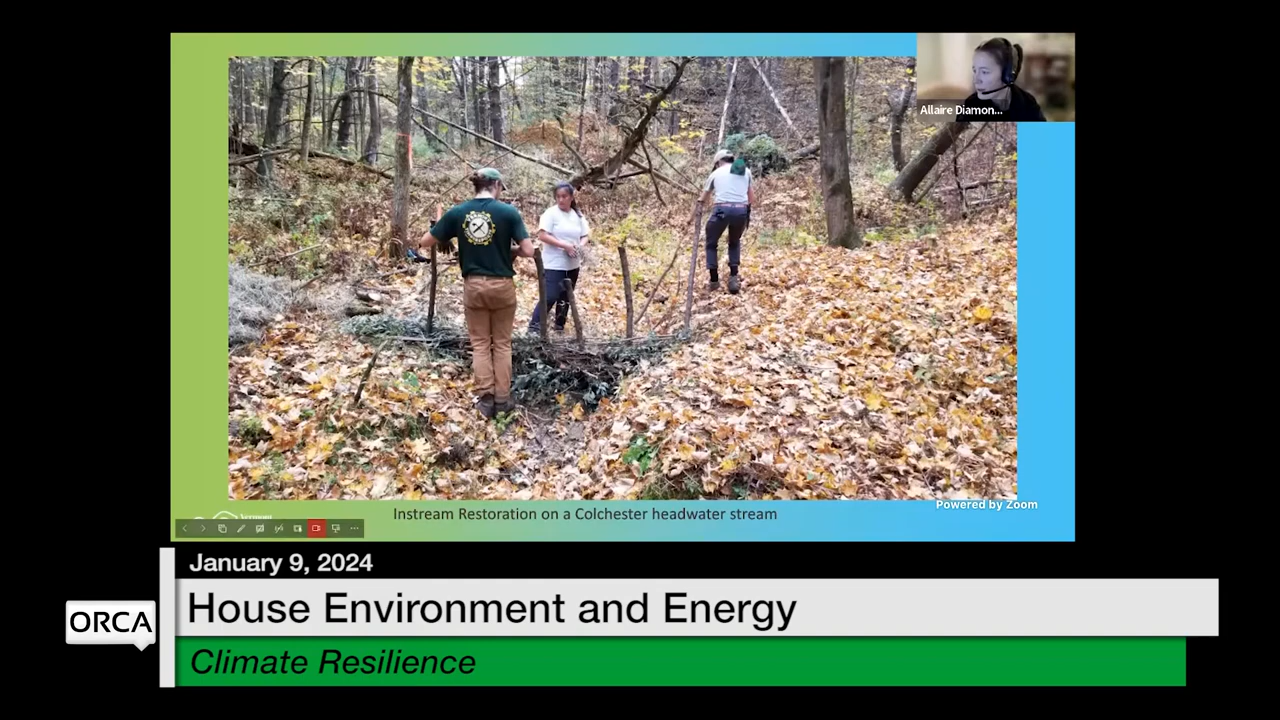 Allaire Diamon...
Powered by Zoom
Vermont
Instream Restoration on a Colchester headwater stream
January 9, 2024
House Environment and Energy
ORCA
Climate Resilience